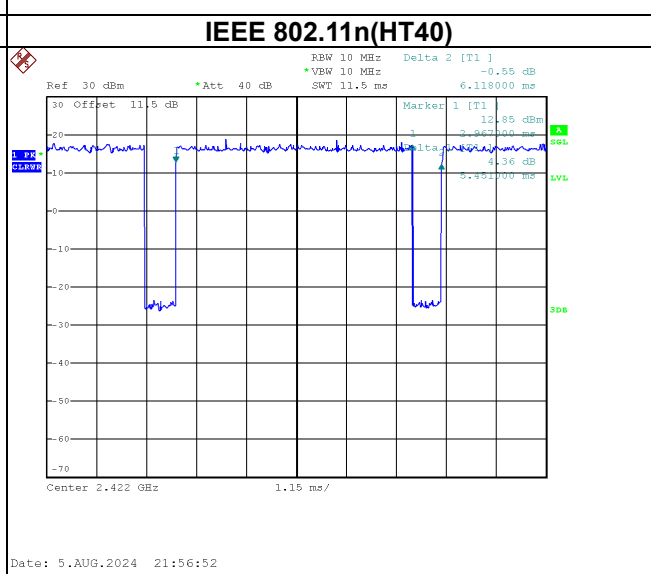 IEEE 802.11n(HT40)
R S
RBW 10 MHz Delta 2 [T1 ]
*VBW 10 MHz -0.55 dB
Ref 30 dBm *Att 40 dB SWT 11.5 ms 6.118000 ms
30 Offset 11.5 dB Marker 1 [T1 ]
12.85 dBm
A
20 1 2.967000 ms
SGL
1 PK* Delta [T1 ]
4.36 dB
CLRWR 10
5.451000 ms LVL
0
-10
-20
3DB
-30
-40
-50
-60
-70
Center 2.422 GHz 1.15 ms/
Date: 5.AUG.2024 21:56:52